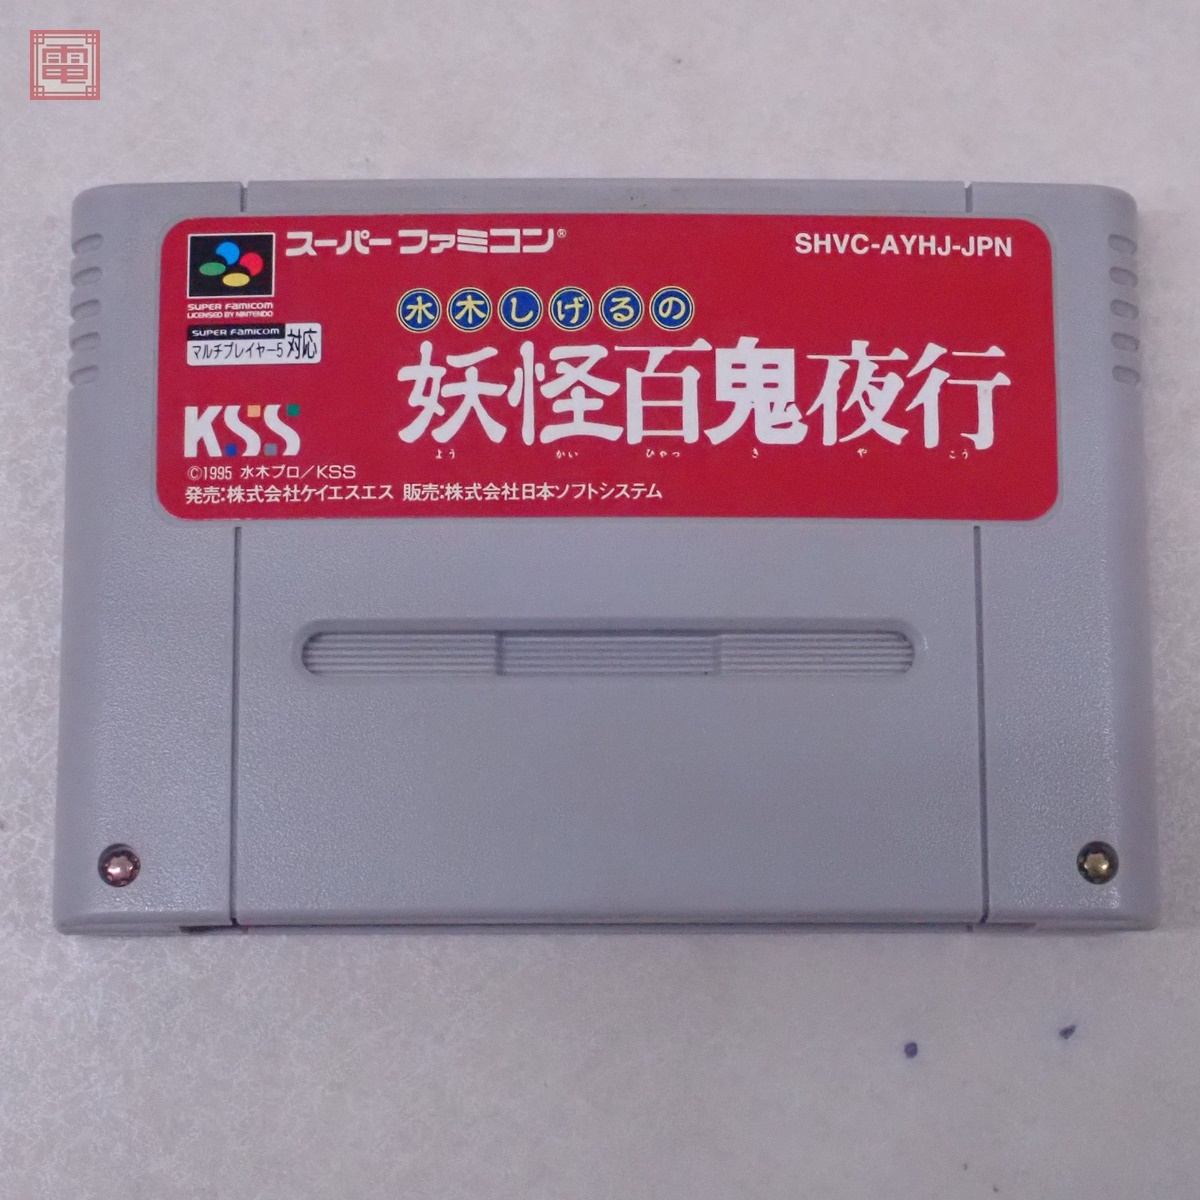 電
スーパーファミコン®
SHVC-AYHJ-JPN
SUPER FAMICOM
LICENSED BY NINTENDO
SUPER FAMICOM
マルチプレイヤー5対応
水木しげるの
妖怪百鬼夜行
よう かい ひゃっ き や こう
KSS
©1995 水木プロ/KSS
発売:株式会社ケイエスエス 販売:株式会社日本ソフトシステム